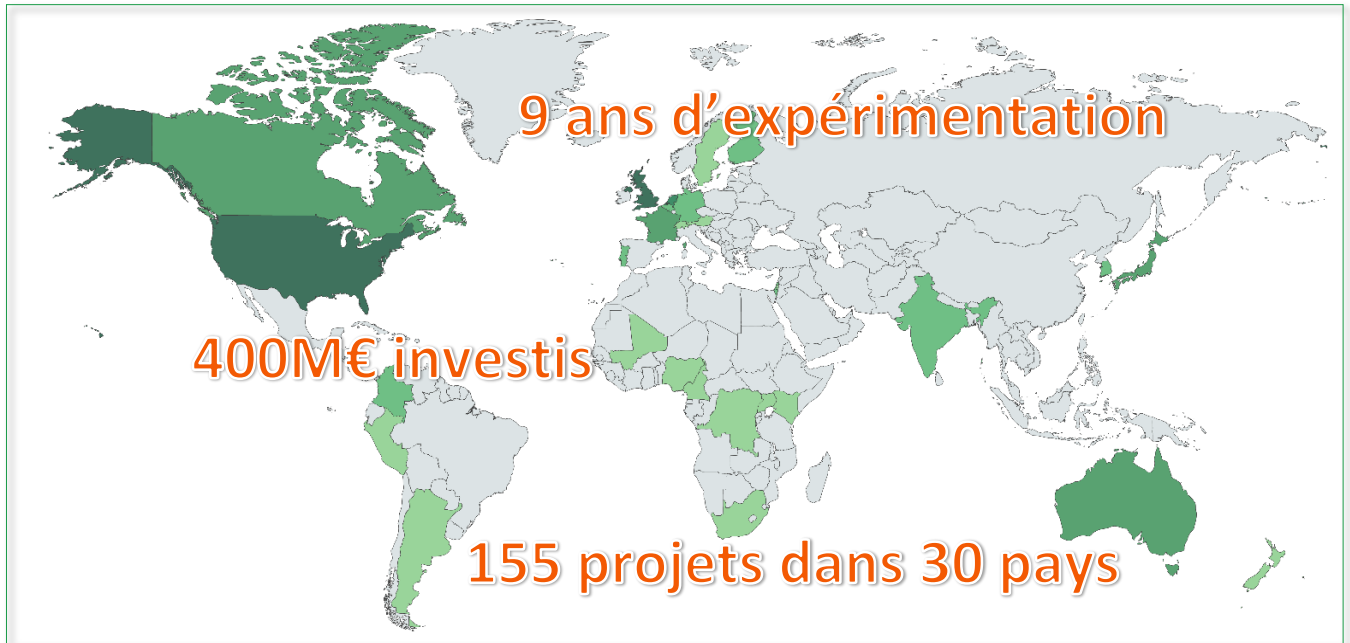 9 ans d’expérimentation
400M€ investis
155 projets dans 30 pays